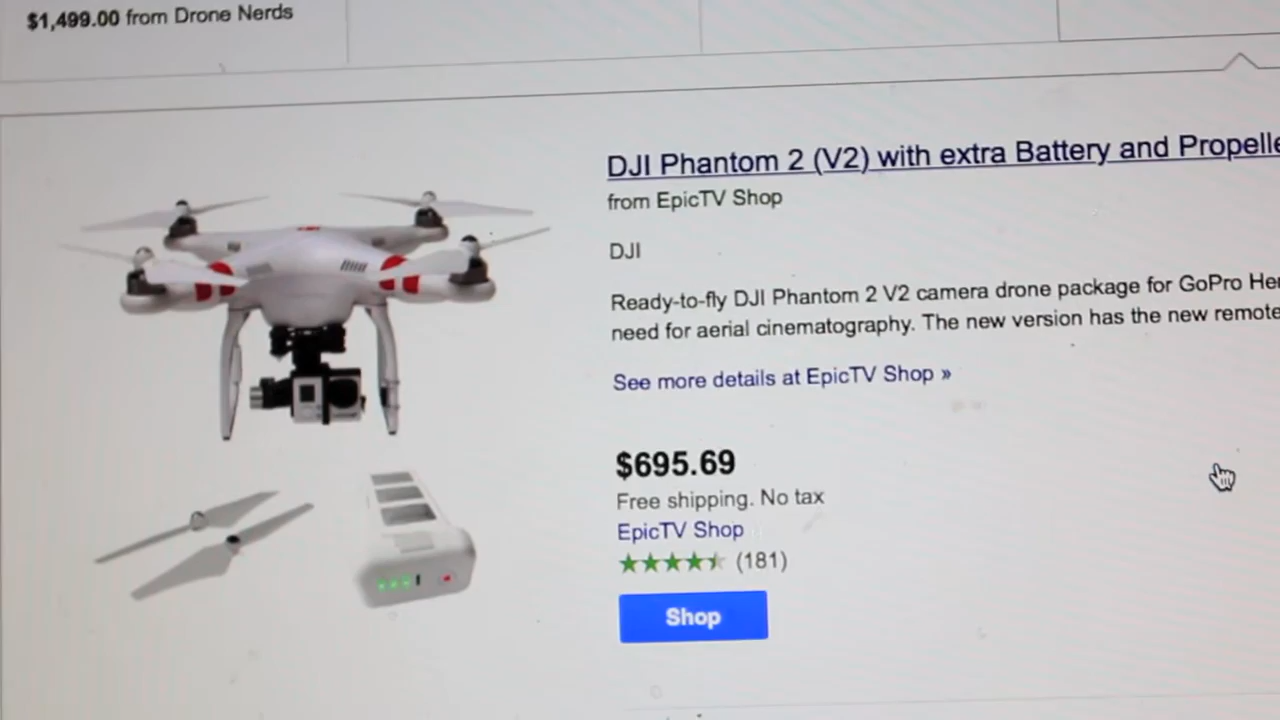 $1,499.00 from Drone Nerds
DJI Phantom 2 (V2) with extra Battery and
from EpicTV Shop
DJI
Ready-to-fly DJI Phantom 2 V2 camera drone package for GoPro
need for aerial cinematography. The new version has the new remote
See more details at EpicTV Shop »
$695.69
Free shipping. No tax
EpicTV Shop
(181)
Shop